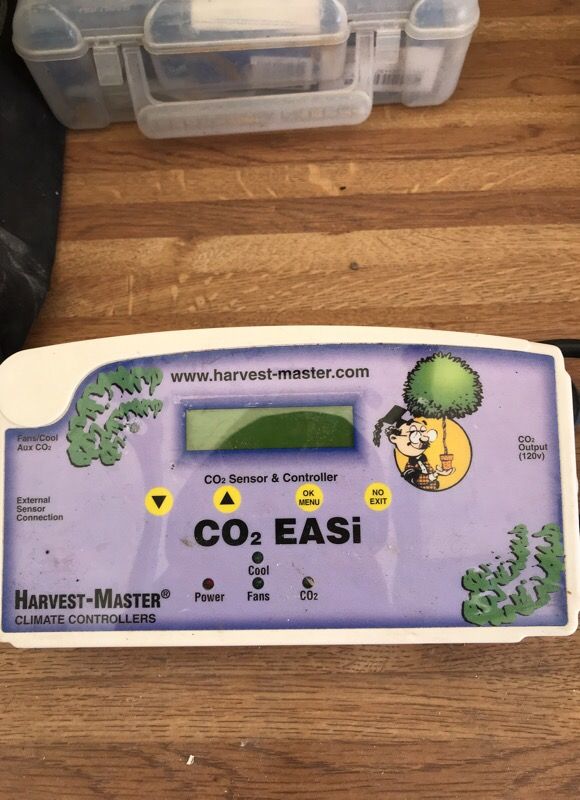 www.harvest-master.com
Fans/Cool
Aux CO₂
CO₂
Output
(120v)
CO₂ Sensor & Controller
External
Sensor
Connection
OK
MENU
NO
EXIT
CO₂ EASi
Cool
Power
Fans
CO₂
HARVEST-MASTER®
CLIMATE CONTROLLERS